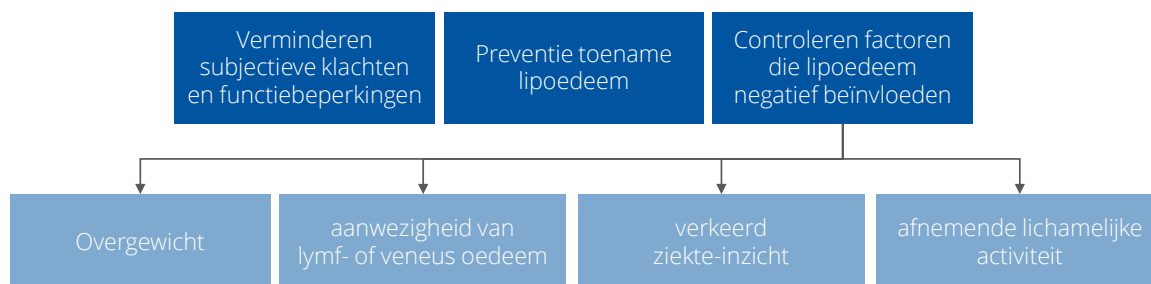 Verminderen
subjectieve klachten
en functiebeperkingen
Preventie toename
lipoedeem
Controleren factoren
die lipoedeem
negatief beïnvloeden
Overgewicht
aanwezigheid van
lymf- of veneus oedeem
verkeerd
ziekte-inzicht
afnemende lichamelijke
activiteit